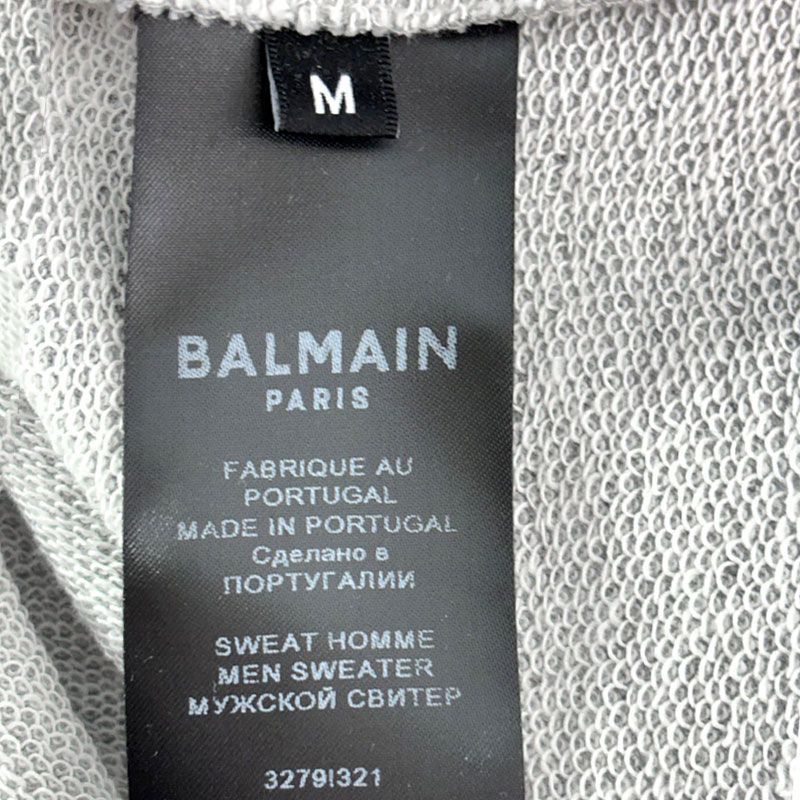 M
BALMAIN
PARIS
FABRIQUE AU
PORTUGAL
MADE IN PORTUGAL
Сделано в
ПОРТУГАЛИИ
SWEAT HOMME
MEN SWEATER
МУЖСКОЙ СВИТЕР
3279I321